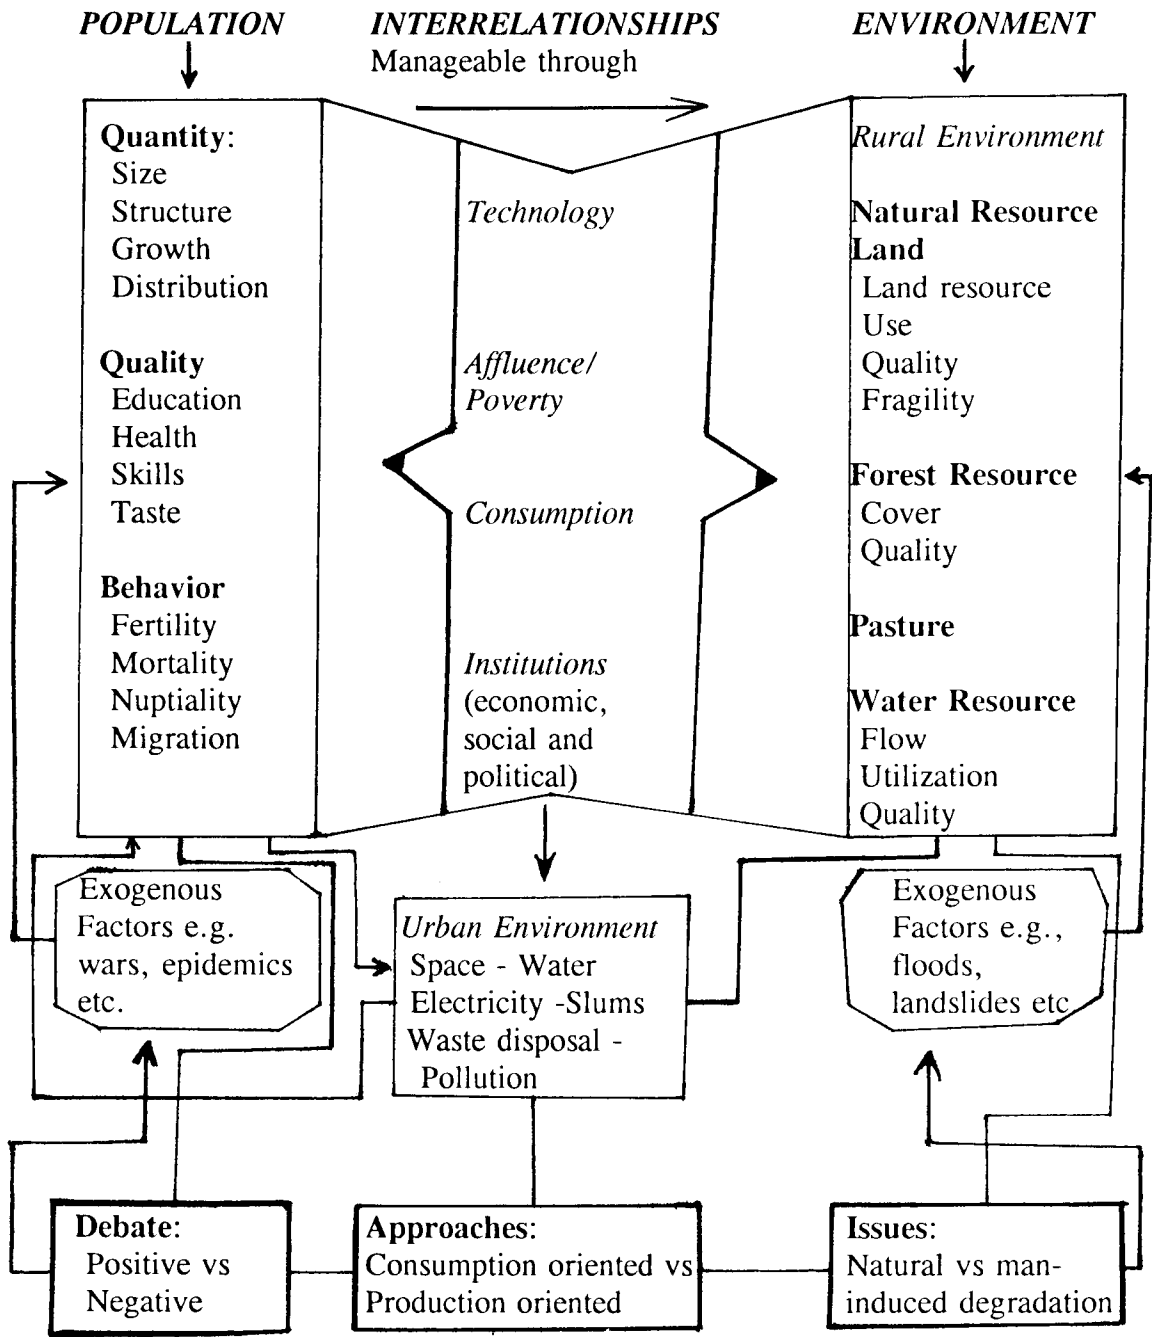 POPULATION
INTERRELATIONSHIPS
Manageable through
ENVIRONMENT
Quantity:
Size
Structure
Growth
Distribution
Quality
Education
Health
Skills
Taste
Behavior
Fertility
Mortality
Nuptiality
Migration
Technology
Affluence/
Poverty
Consumption
Institutions
(economic,
social and
political)
Rural Environment
Natural Resource
Land
Land resource
Use
Quality
Fragility
Forest Resource
Cover
Quality
Pasture
Water Resource
Flow
Utilization
Quality
Exogenous
Factors e.g.
wars, epidemics
etc.
Urban Environment
Space - Water
Electricity -Slums
Waste disposal -
Pollution
Exogenous
Factors e.g.,
floods,
landslides etc
Debate:
Positive vs
Negative
Approaches:
Consumption oriented vs
Production oriented
Issues:
Natural vs man-
induced degradation